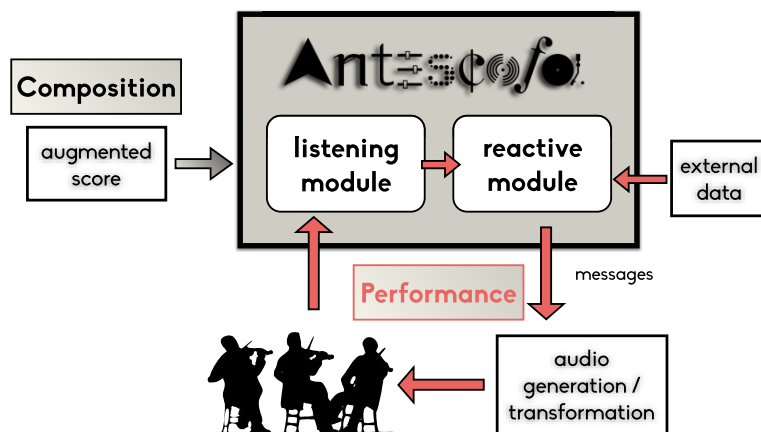 Antescofo
Composition
augmented
score
listening
module
reactive
module
external
data
Performance
messages
audio
generation /
transformation